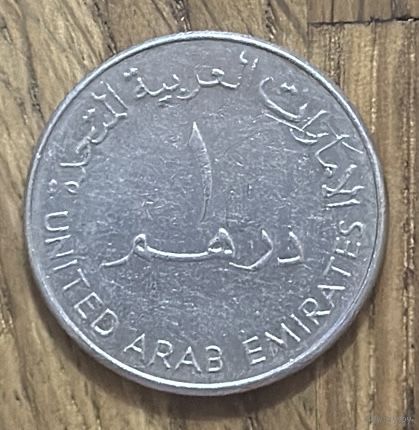 الإمارات العربية المتحدة
١
درهم
UNITED ARAB EMIRATES